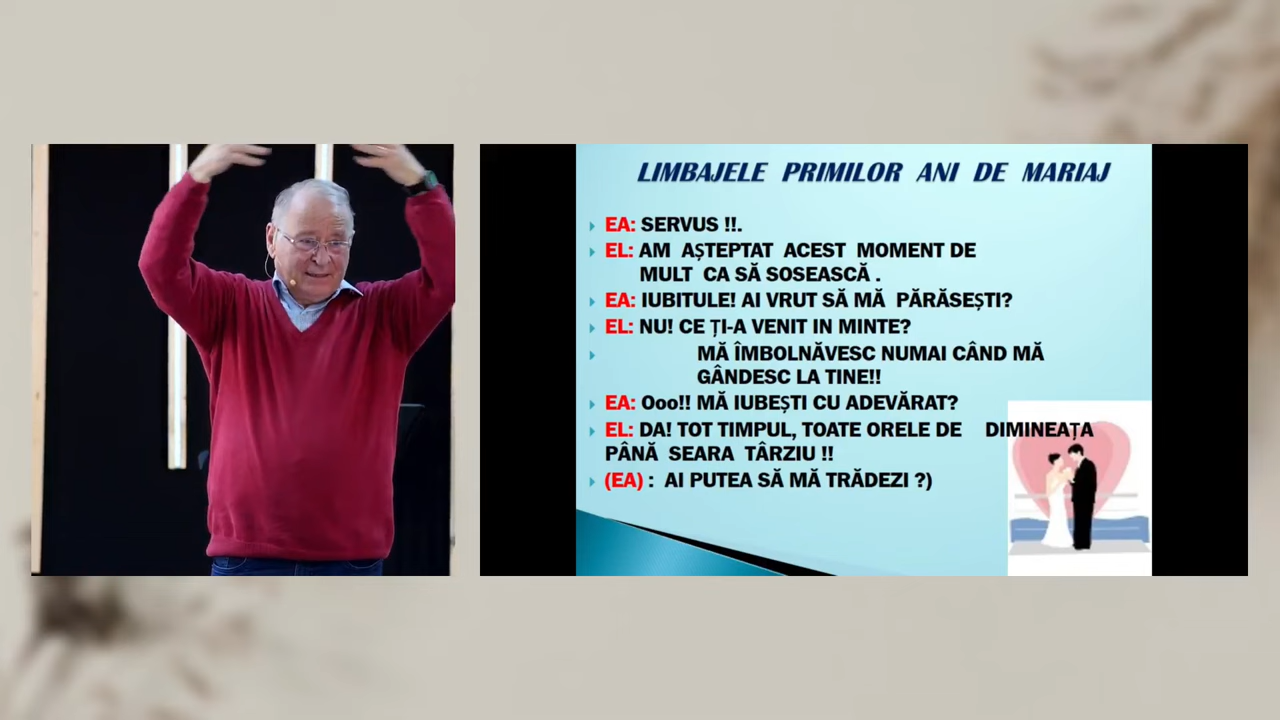 LIMBAJELE PRIMILOR ANI DE MARIAJ
EA: SERVUS !!.
EL: AM AȘTEPTAT ACEST MOMENT DE
MULT CA SĂ SOSEASCĂ .
EA: IUBITULE! AI VRUT SĂ MĂ PĂRĂSEȘTI?
EL: NU! CE ȚI-A VENIT IN MINTE?
MĂ ÎMBOLNĂVESC NUMAI CÂND MĂ
GÂNDESC LA TINE!!
EA: Ooo!! MĂ IUBEȘTI CU ADEVĂRAT?
EL: DA! TOT TIMPUL, TOATE ORELE DE DIMINEAȚA
PÂNĂ SEARA TÂRZIU !!
(EA) : AI PUTEA SĂ MĂ TRĂDEZI ?)